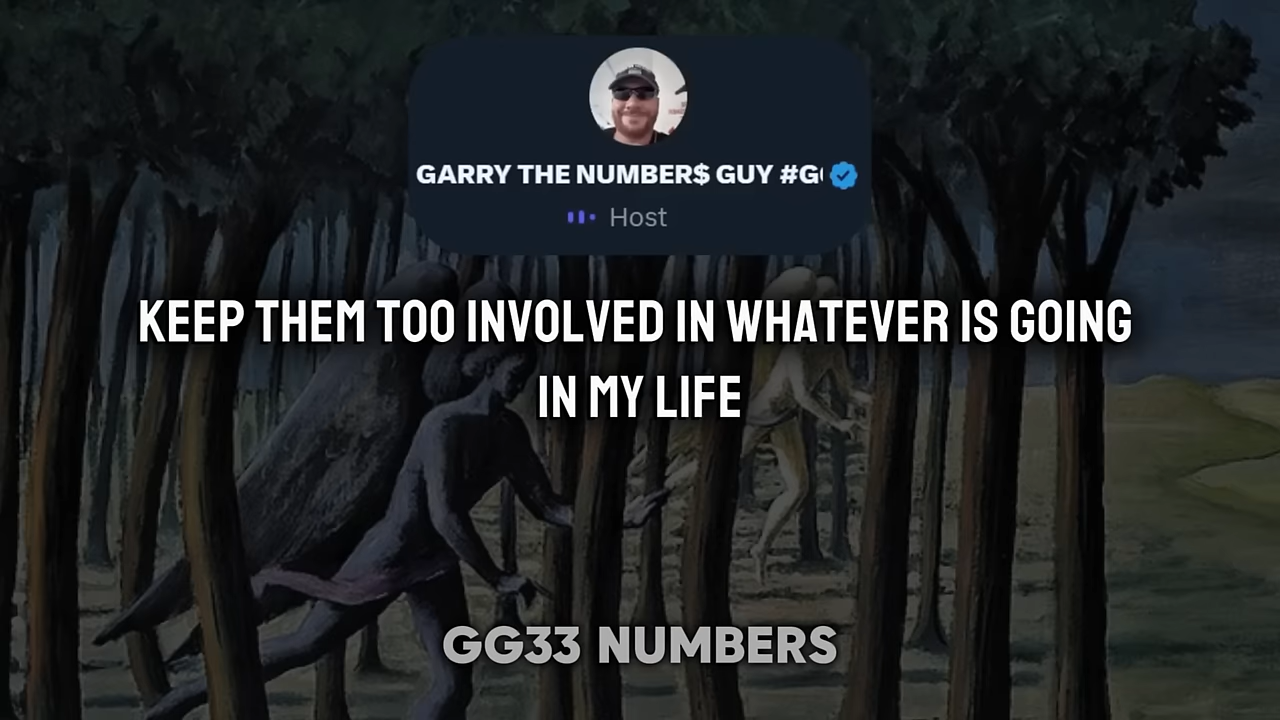 GARRY THE NUMBER$ GUY #G
Host
KEEP THEM TOO INVOLVED IN WHATEVER IS GOING
IN MY LIFE
GG33 NUMBERS